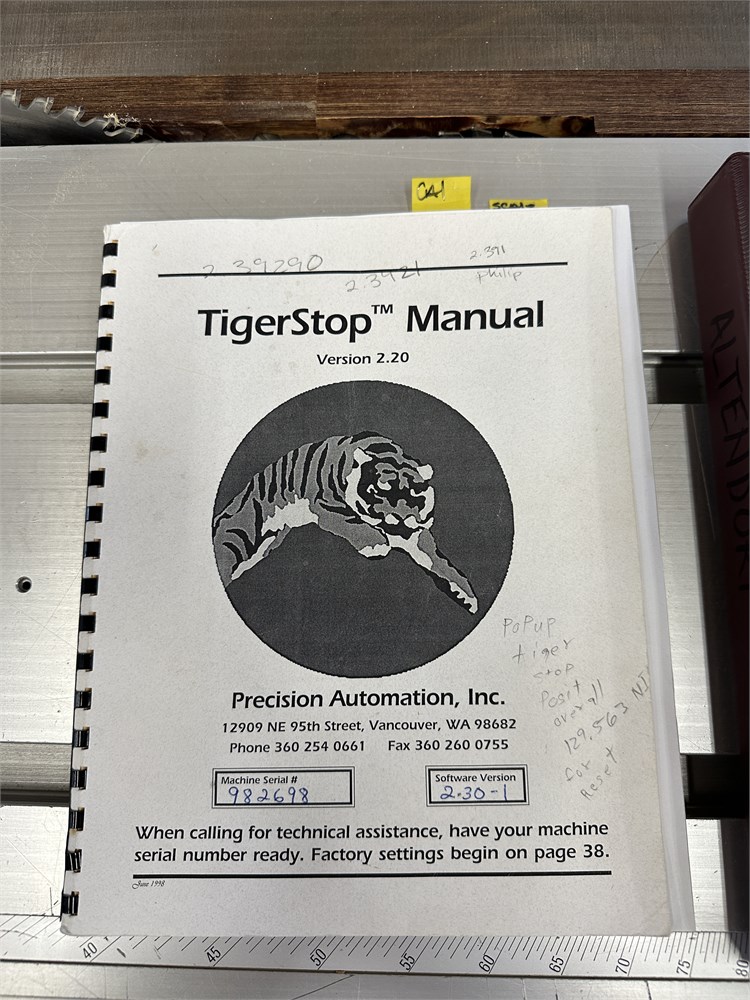 CAl
SCALE
2.39290
2.3921
2.391
Philip
TigerStop™ Manual
Version 2.20
PoPup
tiger
stop
Posit
overall
129.563
for
Reset
Precision Automation, Inc.
12909 NE 95th Street, Vancouver, WA 98682
Phone 360 254 0661 Fax 360 260 0755
Machine Serial #
982698
Software Version
2.30-1
When calling for technical assistance, have your machine
serial number ready. Factory settings begin on page 38.
June 1998
ALTENDORF
40 45 50 55 60 65 70 75 80